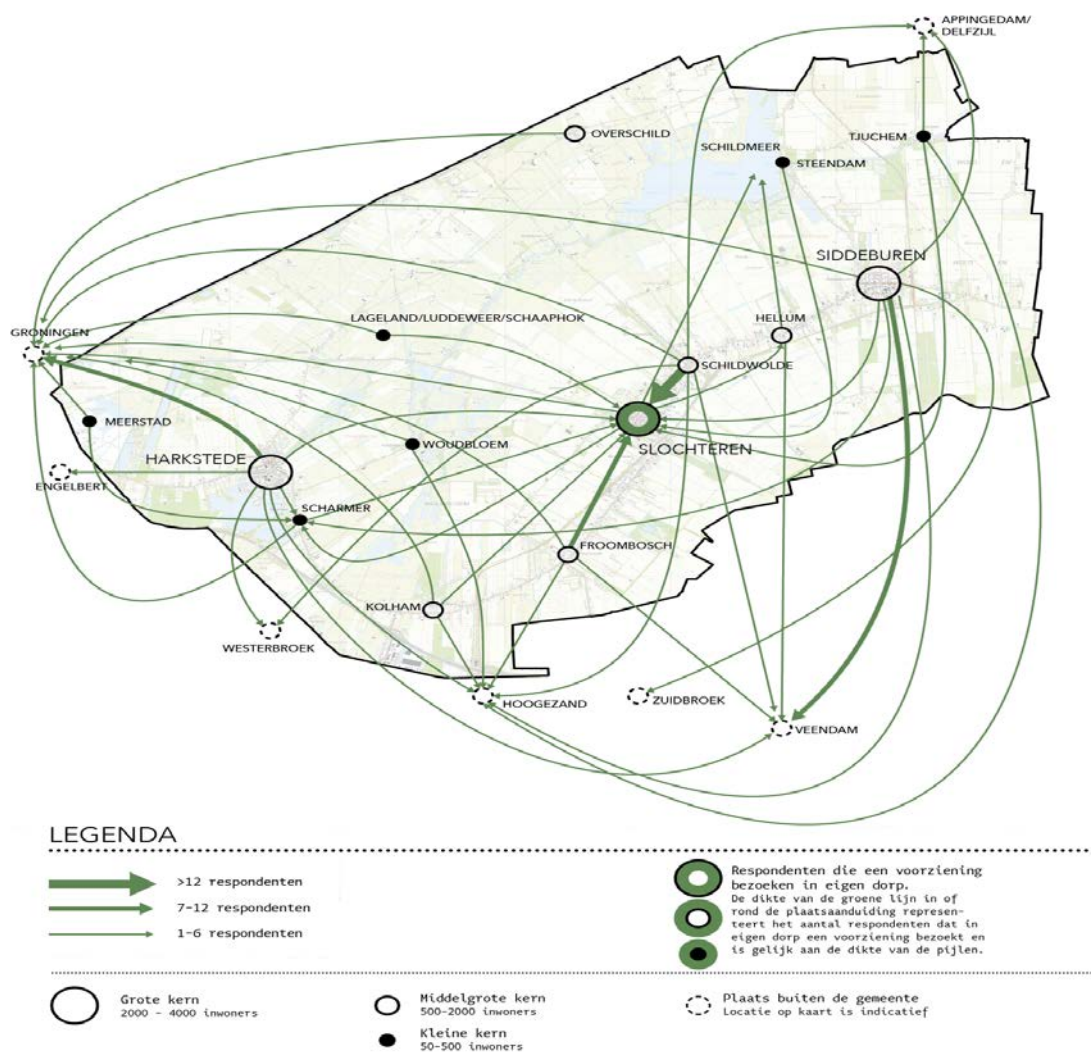 APPINGEDAM/
DELFZIJL
OVERSCHILD
TJUCHEM
SCHILDMEER
STEENDAM
SIDDEBUREN
LAGELAND/LUDDEWEER/SCHAAPHOK
HELLUM
GRONINGEN
SCHILDWOLDE
MEERSTAD
WOUDBLOEM
SLOCHTEREN
HARKSTEDE
ENGELBERT
SCHARMER
FROOMBOSCH
KOLHAM
WESTERBROEK
HOOGEZAND
ZUIDBROEK
VEENDAM
LEGENDA
>12 respondenten
7-12 respondenten
1-6 respondenten
Respondenten die een voorziening
bezoeken in eigen dorp.
De dikte van de groene lijn in of
rond de plaatsaanduiding represen-
teert het aantal respondenten dat in
eigen dorp een voorziening bezoekt en
is gelijk aan de dikte van de pijlen.
Grote kern
2000 - 4000 inwoners
Middelgrote kern
500-2000 inwoners
Kleine kern
50-500 inwoners
Plaats buiten de gemeente
Locatie op kaart is indicatief